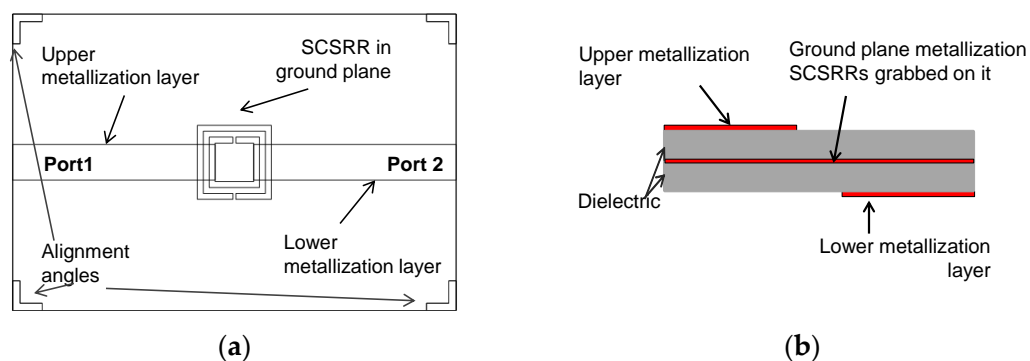 Upper
metallization layer
SCSRR in
ground plane
Port1
Port 2
Alignment
angles
Lower
metallization layer
(a)
Upper metallization
layer
Ground plane metallization
SCSRRs grabbed on it
Dielectric
Lower metallization
layer
(b)